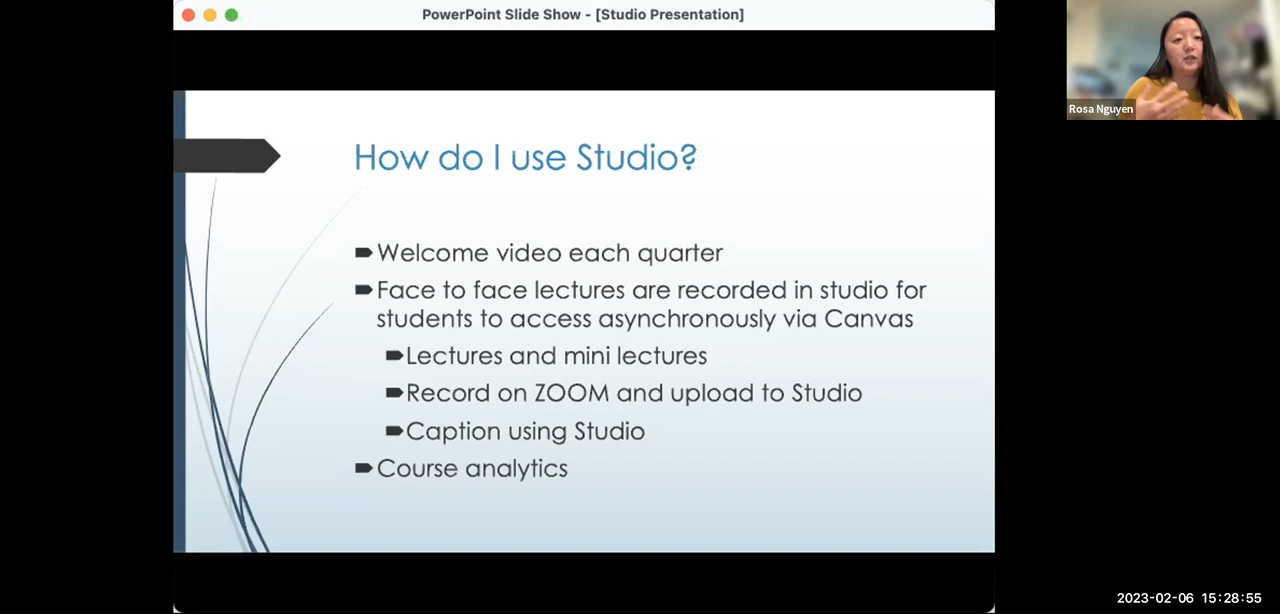 PowerPoint Slide Show - [Studio Presentation]
Rosa Nguyen
How do I use Studio?
Welcome video each quarter
Face to face lectures are recorded in studio for
students to access asynchronously via Canvas
Lectures and mini lectures
Record on ZOOM and upload to Studio
Caption using Studio
Course analytics
2023-02-06 15:28:55